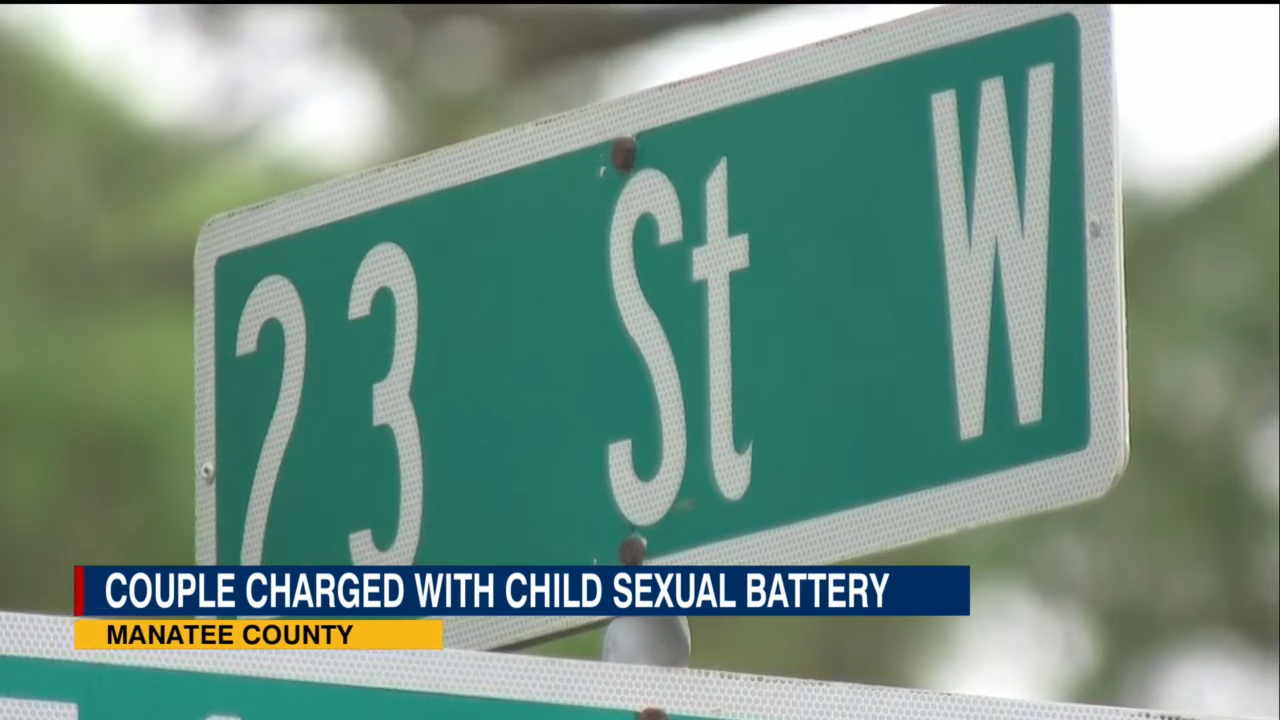 23 St W
COUPLE CHARGED WITH CHILD SEXUAL BATTERY
MANATEE COUNTY